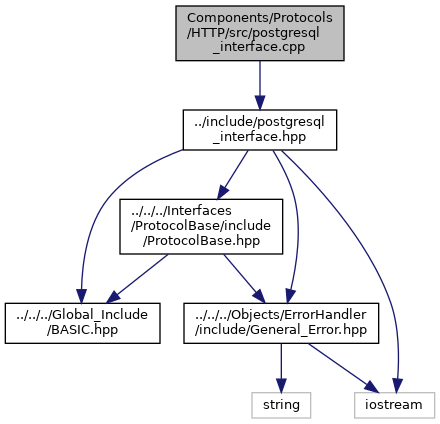 Components/Protocols
/HTTP/src/postgresql
_interface.cpp
../include/postgresql
_interface.hpp
../../../Interfaces
/ProtocolBase/include
/ProtocolBase.hpp
../../../Global_Include
/BASIC.hpp
../../../Objects/ErrorHandler
/include/General_Error.hpp
string
iostream